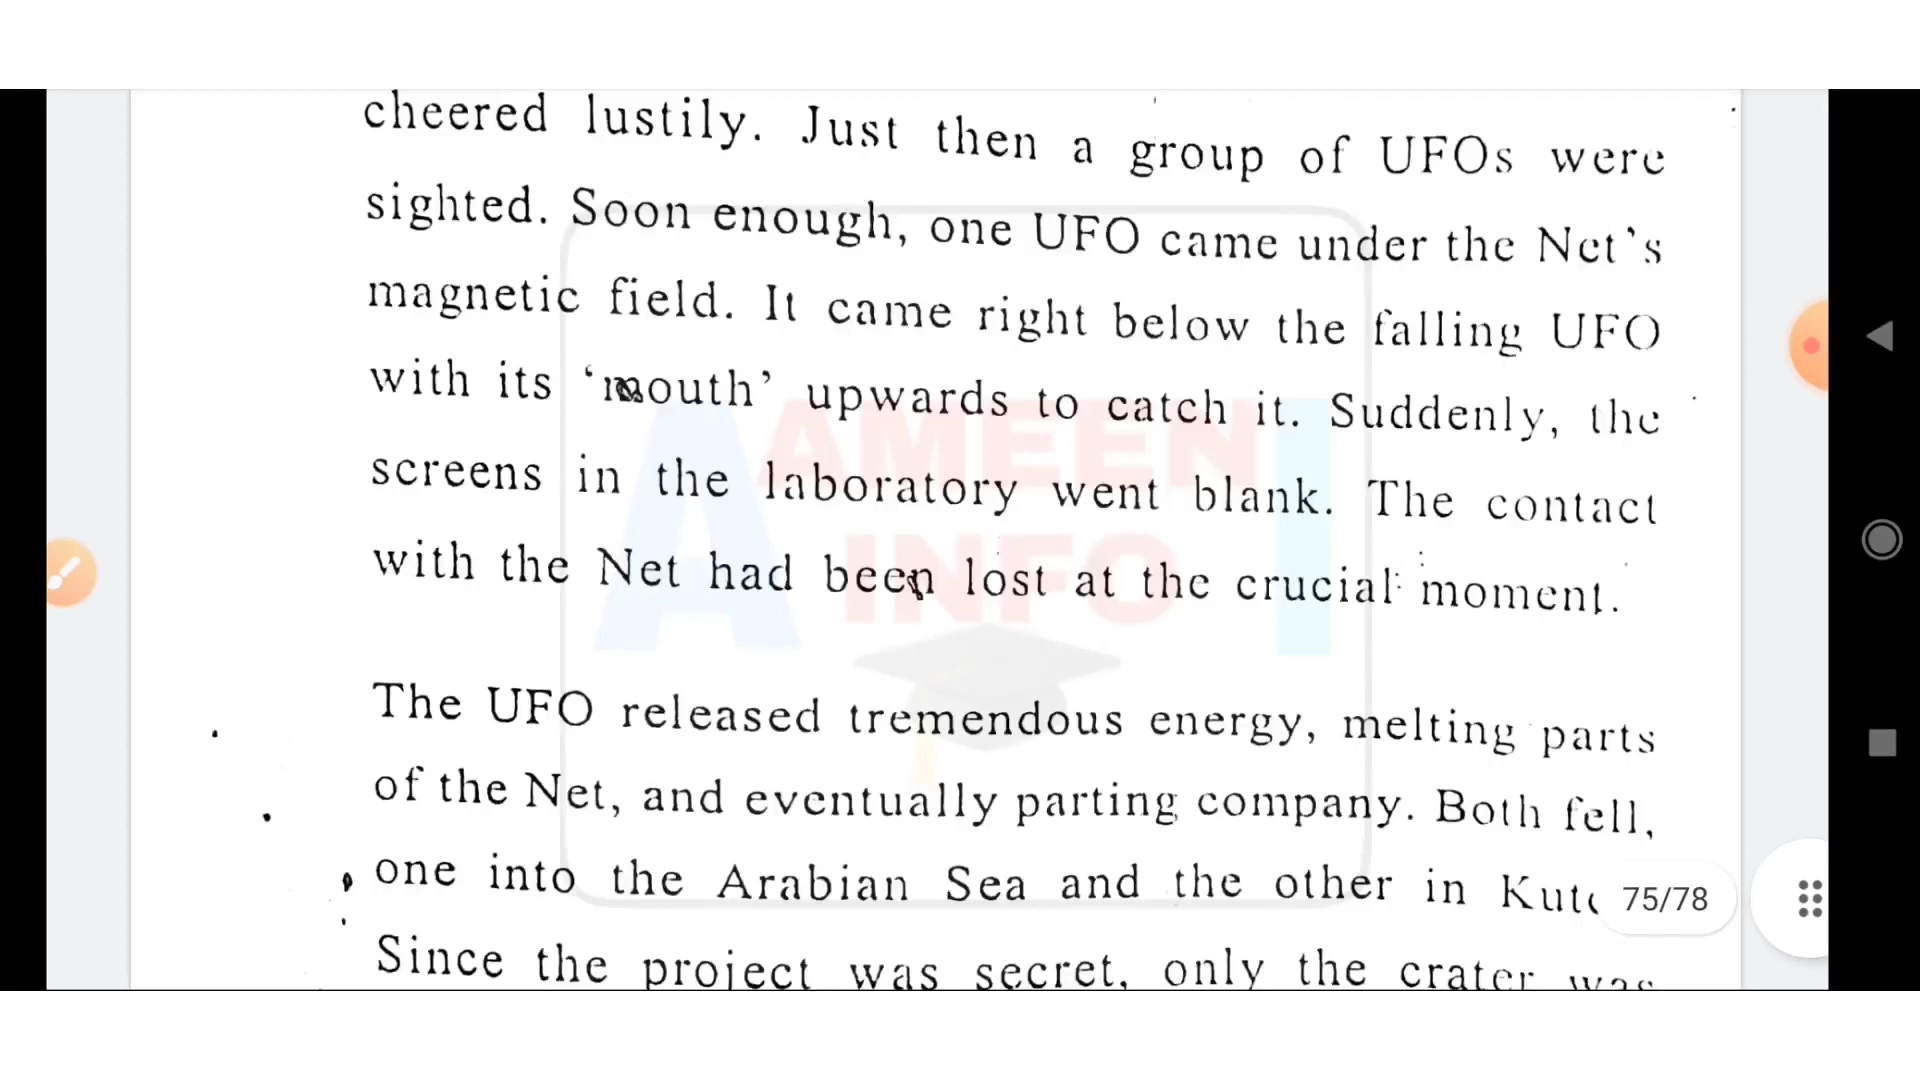 cheered lustily. Just then a group of UFOs were
sighted. Soon enough, one UFO came under the Net's
magnetic field. It came right below the falling UFO
with its 'mouth' upwards to catch it. Suddenly, the
screens in the laboratory went blank. The contact
with the Net had been lost at the crucial moment.
The UFO released tremendous energy, melting parts
of the Net, and eventually parting company. Both fell,
one into the Arabian Sea and the other in
75/78
Since the project was secret, only the crater was
A AMEEN I
INFO